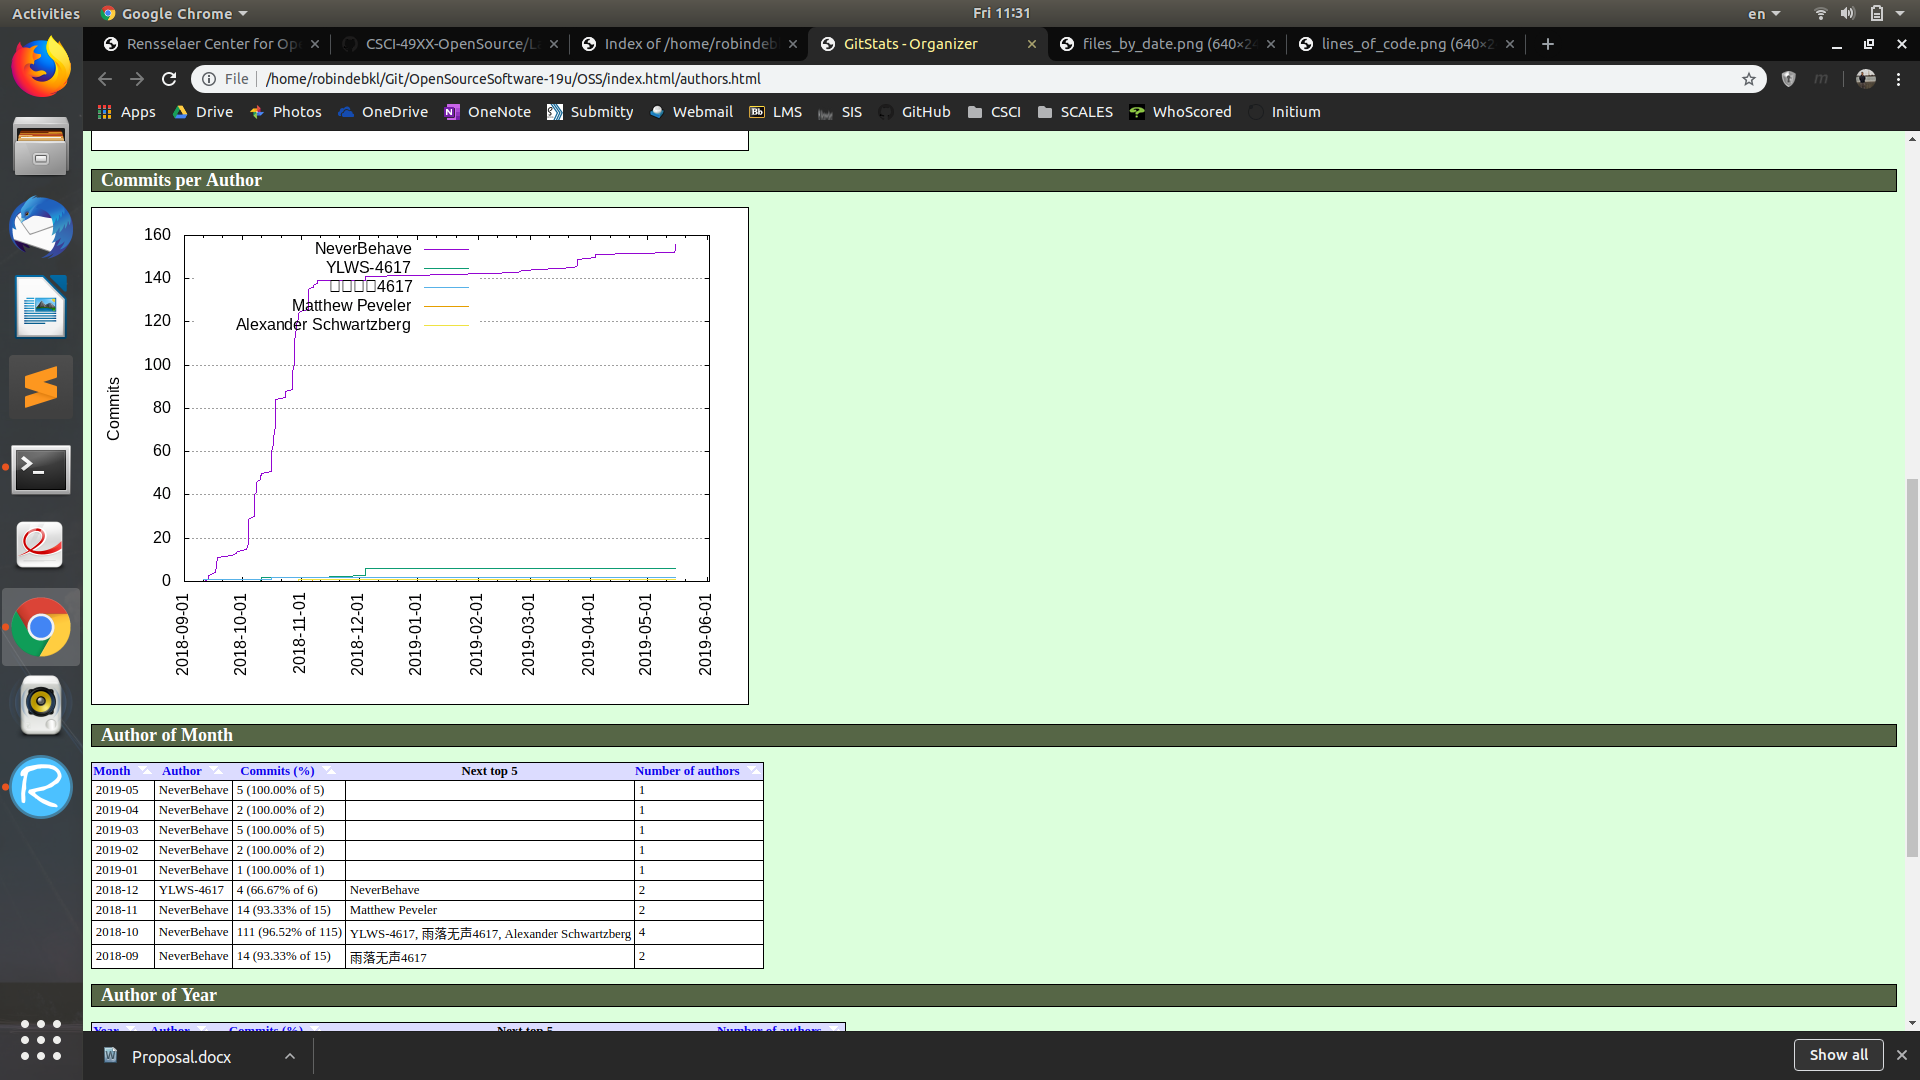 Activities Google Chrome Fri 11:31 en
Rensselaer Center for Op CSCI-49XX-OpenSource/La Index of /home/robindeb GitStats - Organizer files_by_date.png (640×24 lines_of_code.png (640×2
File /home/robindebkl/Git/OpenSourceSoftware-19u/OSS/index.html/authors.html
Apps Drive Photos OneDrive OneNote Submitty Webmail Bb LMS SIS GitHub CSCI SCALES WhoScored Initium
Commits per Author
160
140
120
100
80
60
40
20
0
Commits
NeverBehave
YLWS-4617
□□□□4617
Matthew Peveler
Alexander Schwartzberg
2018-09-01 2018-10-01 2018-11-01 2018-12-01 2019-01-01 2019-02-01 2019-03-01 2019-04-01 2019-05-01 2019-06-01
Author of Month
Month Author Commits (%) Next top 5 Number of authors
2019-05 NeverBehave 5 (100.00% of 5) 1
2019-04 NeverBehave 2 (100.00% of 2) 1
2019-03 NeverBehave 5 (100.00% of 5) 1
2019-02 NeverBehave 2 (100.00% of 2) 1
2019-01 NeverBehave 1 (100.00% of 1) 1
2018-12 YLWS-4617 4 (66.67% of 6) NeverBehave 2
2018-11 NeverBehave 14 (93.33% of 15) Matthew Peveler 2
2018-10 NeverBehave 111 (96.52% of 115) YLWS-4617, 雨落无声4617, Alexander Schwartzberg 4
2018-09 NeverBehave 14 (93.33% of 15) 雨落无声4617 2
Author of Year
Year Author Commits (%) Next top 5 Number of authors
Proposal.docx Show all